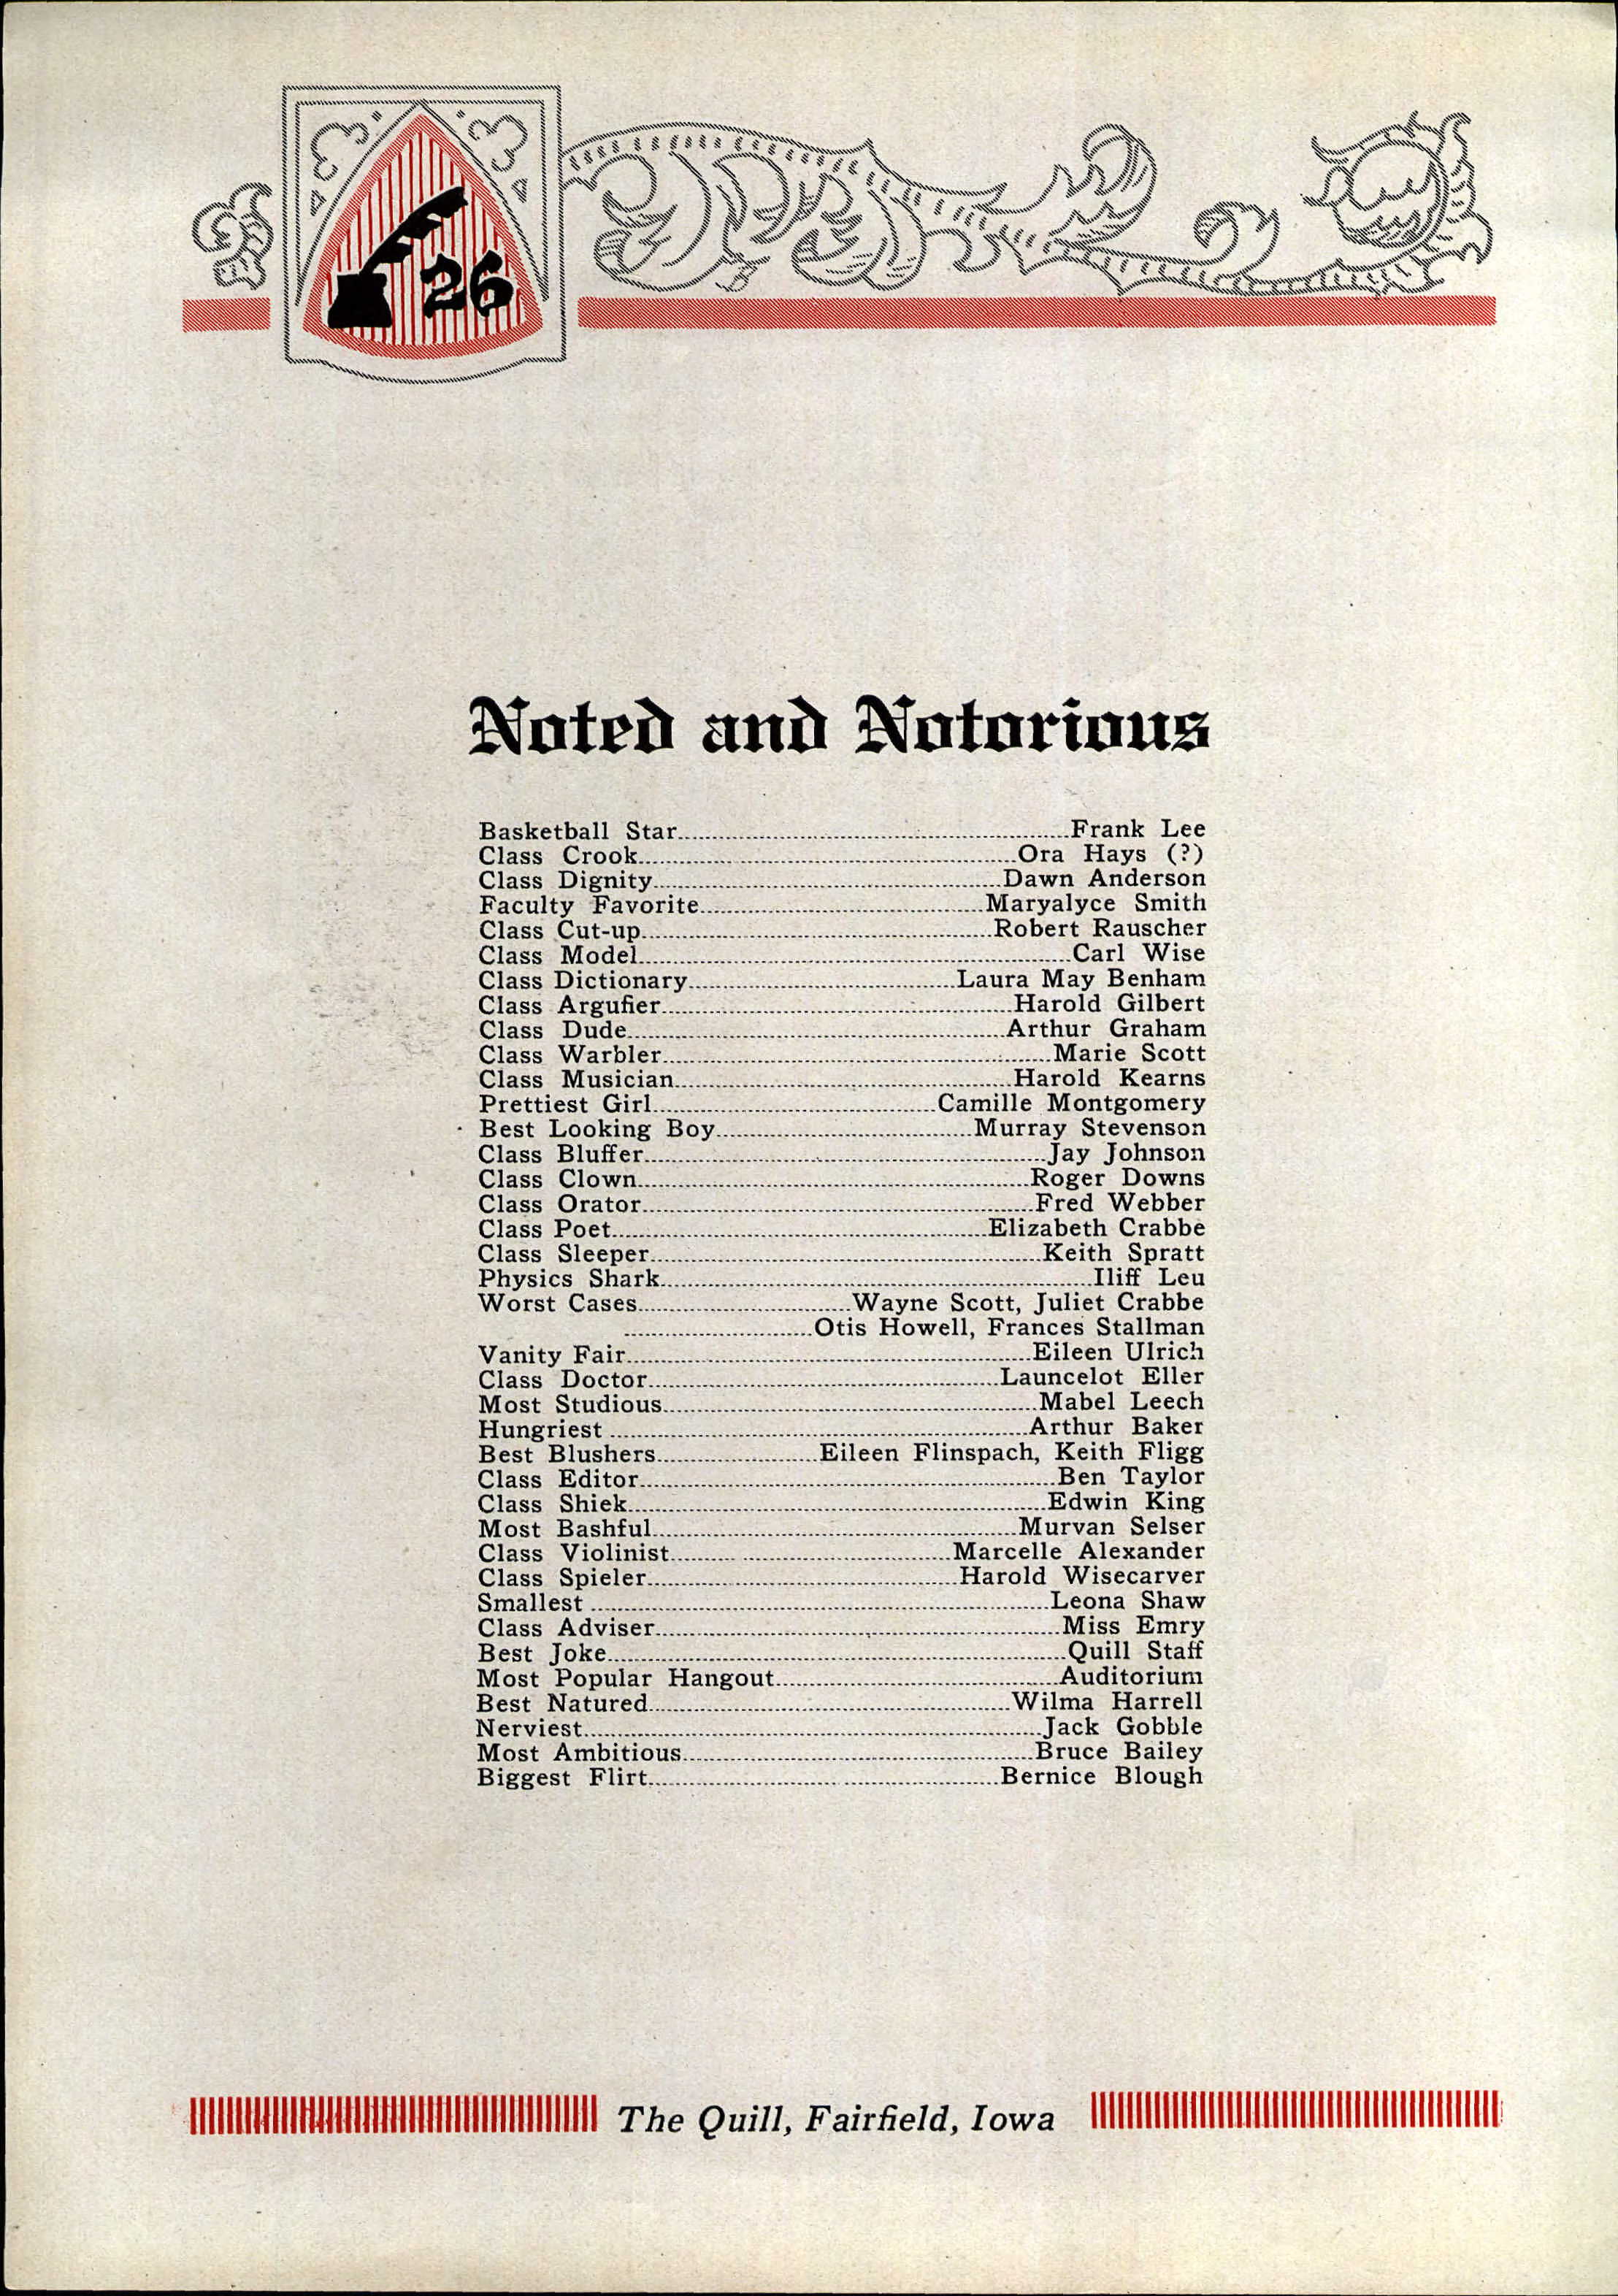 26
Noted and Notorious
Basketball Star Frank Lee
Class Crook Ora Hays (?)
Class Dignity Dawn Anderson
Faculty Favorite Maryalyce Smith
Class Cut-up Robert Rauscher
Class Model Carl Wise
Class Dictionary Laura May Benham
Class Argufier Harold Gilbert
Class Dude Arthur Graham
Class Warbler Marie Scott
Class Musician Harold Kearns
Prettiest Girl Camille Montgomery
Best Looking Boy Murray Stevenson
Class Bluffer Jay Johnson
Class Clown Roger Downs
Class Orator Fred Webber
Class Poet Elizabeth Crabbe
Class Sleeper Keith Spratt
Physics Shark Iliff Leu
Worst Cases Wayne Scott, Juliet Crabbe
Otis Howell, Frances Stallman
Vanity Fair Eileen Ulrich
Class Doctor Launcelot Eller
Most Studious Mabel Leech
Hungriest Arthur Baker
Best Blushers Eileen Flinspach, Keith Fligg
Class Editor Ben Taylor
Class Shiek Edwin King
Most Bashful Murvan Selser
Class Violinist Marcelle Alexander
Class Spieler Harold Wisecarver
Smallest Leona Shaw
Class Adviser Miss Emry
Best Joke Quill Staff
Most Popular Hangout Auditorium
Best Natured Wilma Harrell
Nerviest Jack Gobble
Most Ambitious Bruce Bailey
Biggest Flirt Bernice Blough
The Quill, Fairfield, Iowa